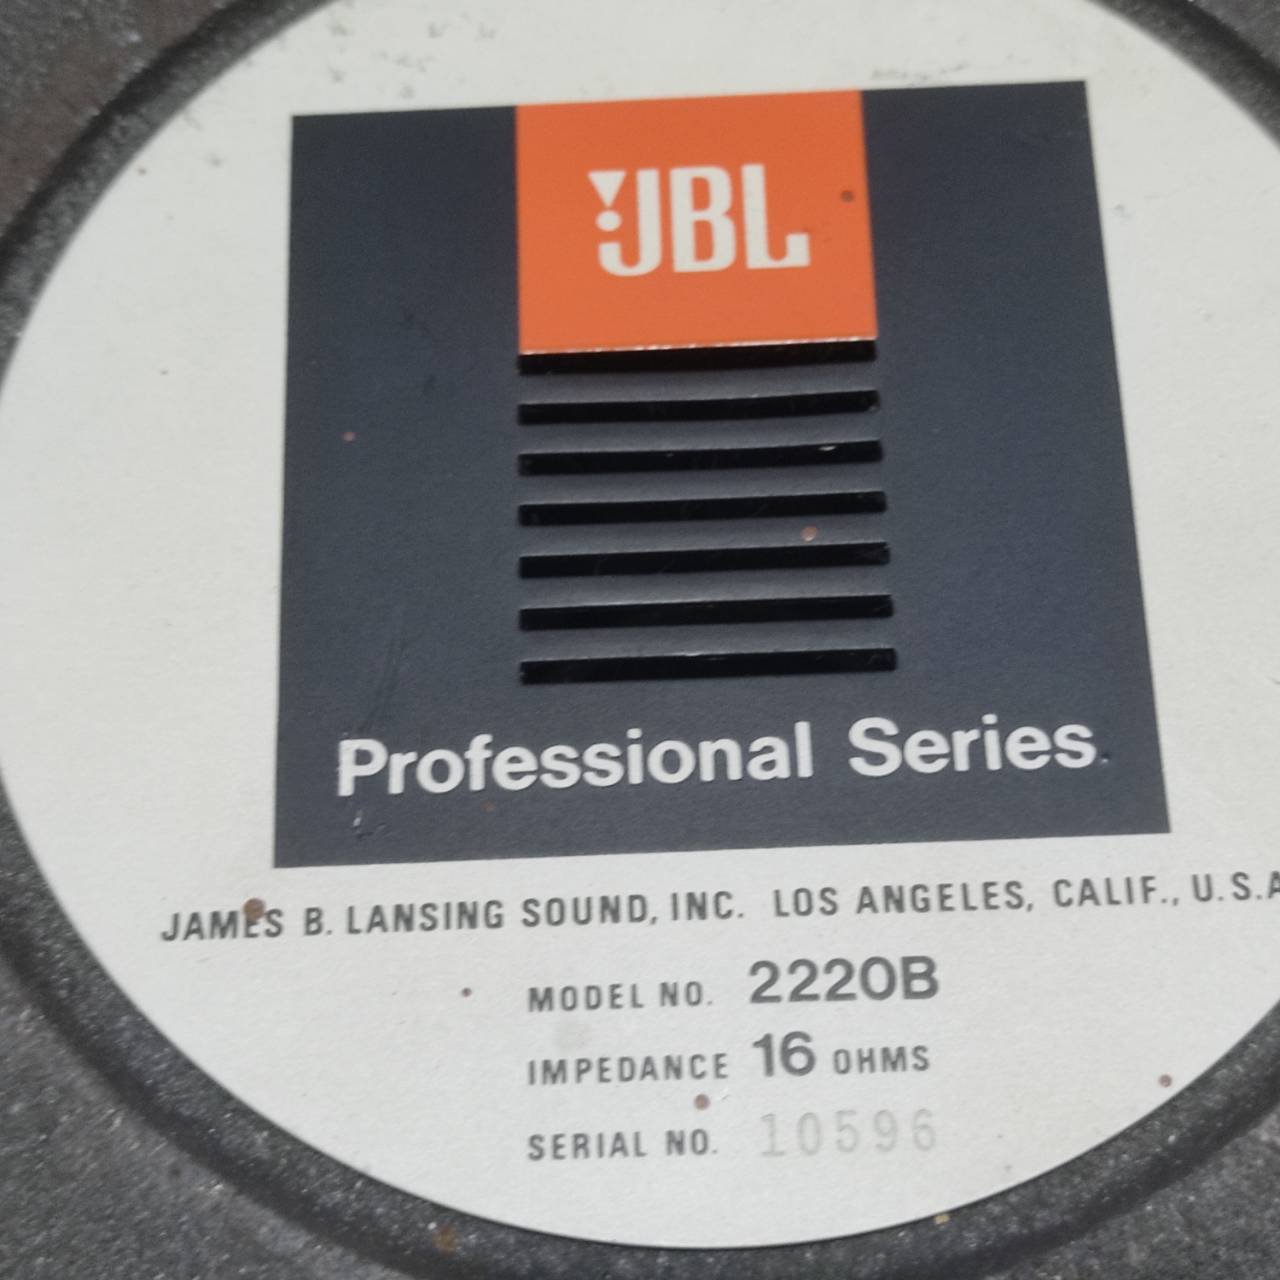 JBL
Professional Series
JAMES B. LANSING SOUND, INC. LOS ANGELES, CALIF., U.S.A
MODEL NO. 2220B
IMPEDANCE 16 OHMS
SERIAL NO. 10596